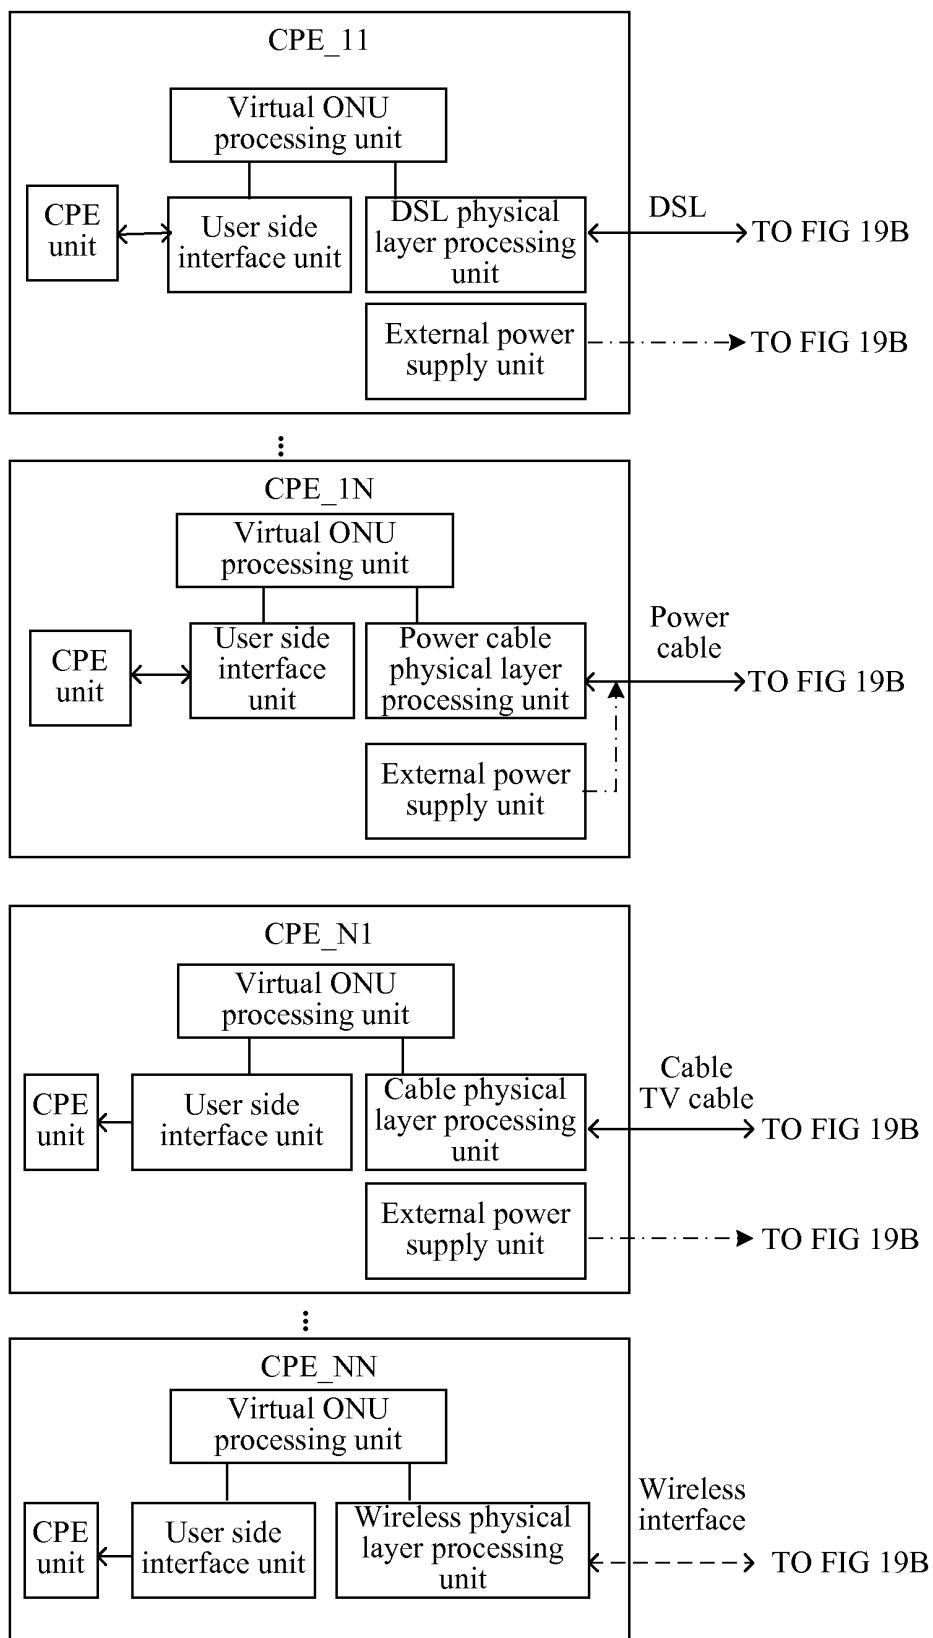 CPE_11
Virtual ONU
processing unit
CPE
unit
User side
interface unit
DSL physical
layer processing
unit
DSL
TO FIG 19B
External power
supply unit
TO FIG 19B
CPE_1N
Virtual ONU
processing unit
CPE
unit
User side
interface
unit
Power cable
physical layer
processing unit
Power
cable
TO FIG 19B
External power
supply unit
CPE_N1
Virtual ONU
processing unit
CPE
unit
User side
interface unit
Cable physical
layer processing
unit
Cable
TV cable
TO FIG 19B
External power
supply unit
TO FIG 19B
CPE_NN
Virtual ONU
processing unit
CPE
unit
User side
interface unit
Wireless physical
layer processing
unit
Wireless
interface
TO FIG 19B